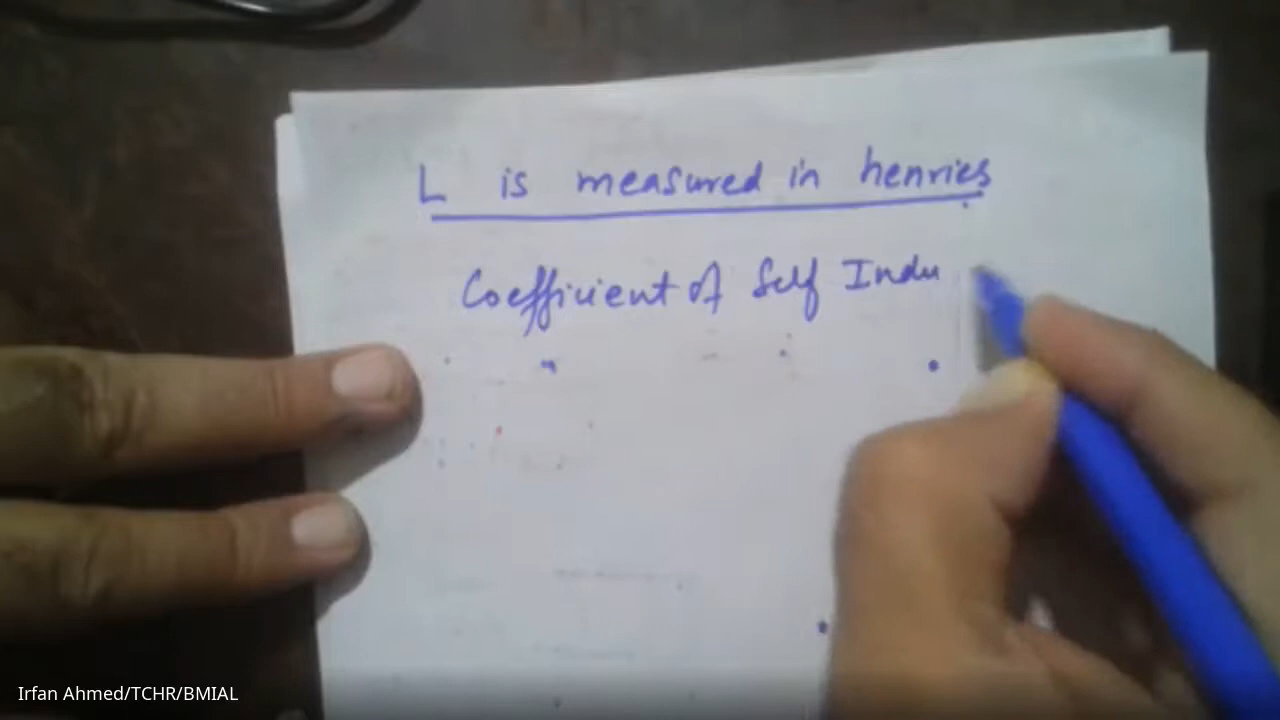 L is measured in henries
Coefficient of Self Indu
Irfan Ahmed/TCHR/BMIAL